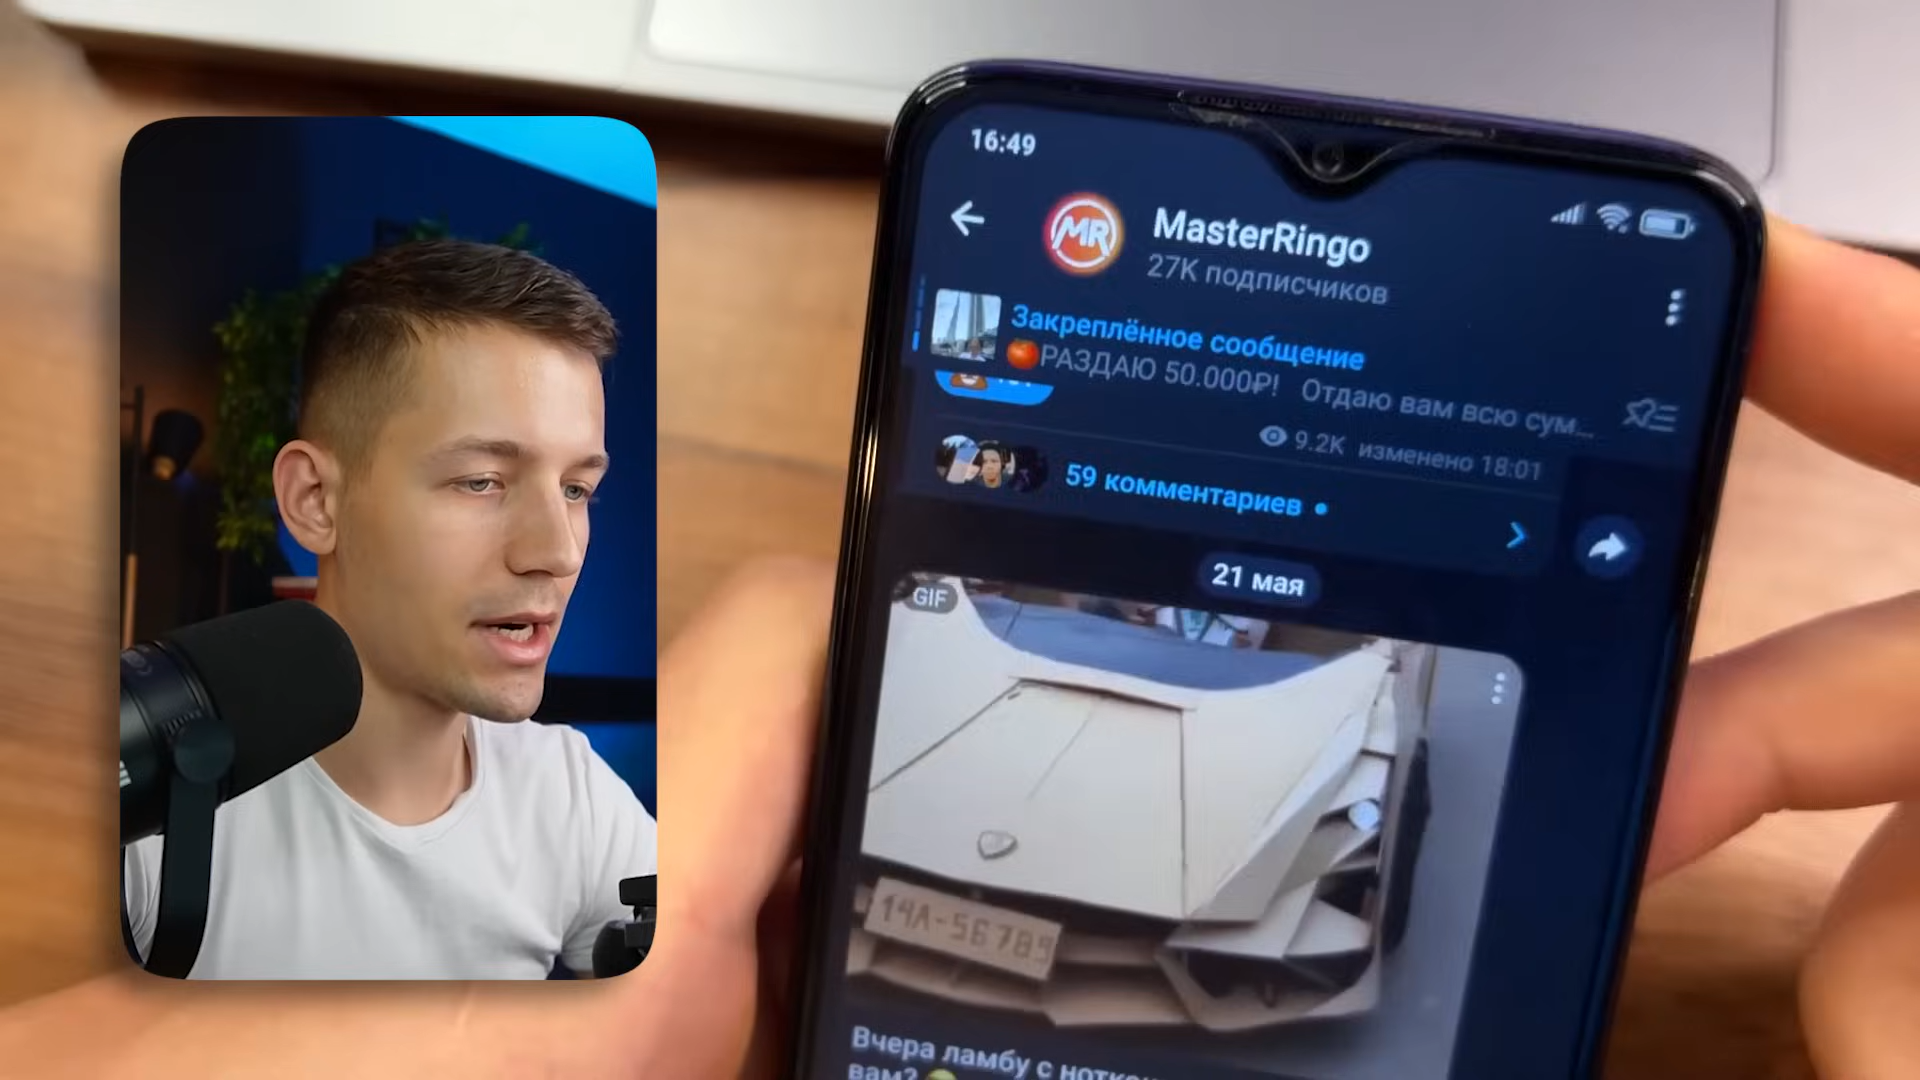 16:49
MR
MasterRingo
27K подписчиков
Закреплённое сообщение
РАЗДАЮ 50.000₽! Отдаю вам всю сум...
9.2K изменено 18:01
59 комментариев
21 мая
GIF
14A-56789
Вчера ламбу с
вам?